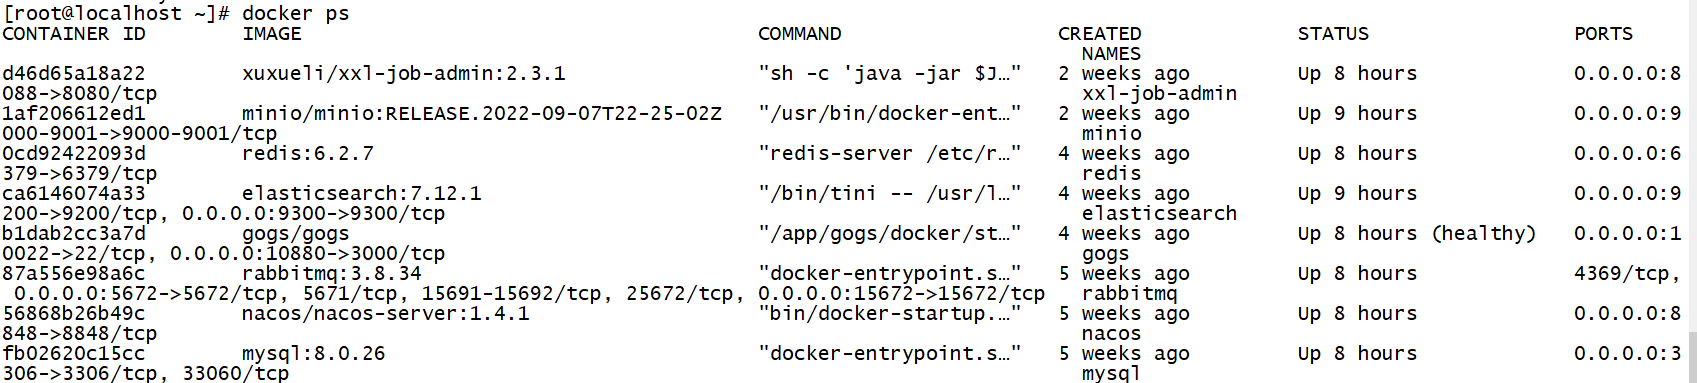 [root@localhost ~]# docker ps
CONTAINER ID        IMAGE                                      COMMAND                  CREATED             STATUS                 PORTS
                                                                                          NAMES
d46d65a18a22        xuxueli/xxl-job-admin:2.3.1                "sh -c 'java -jar $J…"   2 weeks ago         Up 8 hours             0.0.0.0:8
088->8080/tcp                                                                             xxl-job-admin
1af206612ed1        minio/minio:RELEASE.2022-09-07T22-25-02Z   "/usr/bin/docker-ent…"   2 weeks ago         Up 9 hours             0.0.0.0:9
000-9001->9000-9001/tcp                                                                   minio
0cd92422093d        redis:6.2.7                                "redis-server /etc/r…"   4 weeks ago         Up 8 hours             0.0.0.0:6
379->6379/tcp                                                                             redis
ca6146074a33        elasticsearch:7.12.1                       "/bin/tini -- /usr/l…"   4 weeks ago         Up 9 hours             0.0.0.0:9
200->9200/tcp, 0.0.0.0:9300->9300/tcp                                                     elasticsearch
b1dab2cc3a7d        gogs/gogs                                  "/app/gogs/docker/st…"   4 weeks ago         Up 8 hours (healthy)   0.0.0.0:1
0022->22/tcp, 0.0.0.0:10880->3000/tcp                                                     gogs
87a556e98a6c        rabbitmq:3.8.34                            "docker-entrypoint.s…"   5 weeks ago         Up 8 hours             4369/tcp,
 0.0.0.0:5672->5672/tcp, 5671/tcp, 15691-15692/tcp, 25672/tcp, 0.0.0.0:15672->15672/tcp   rabbitmq
56868b26b49c        nacos/nacos-server:1.4.1                   "bin/docker-startup.…"   5 weeks ago         Up 8 hours             0.0.0.0:8
848->8848/tcp                                                                             nacos
fb02620c15cc        mysql:8.0.26                               "docker-entrypoint.s…"   5 weeks ago         Up 8 hours             0.0.0.0:3
306->3306/tcp, 33060/tcp                                                                  mysql